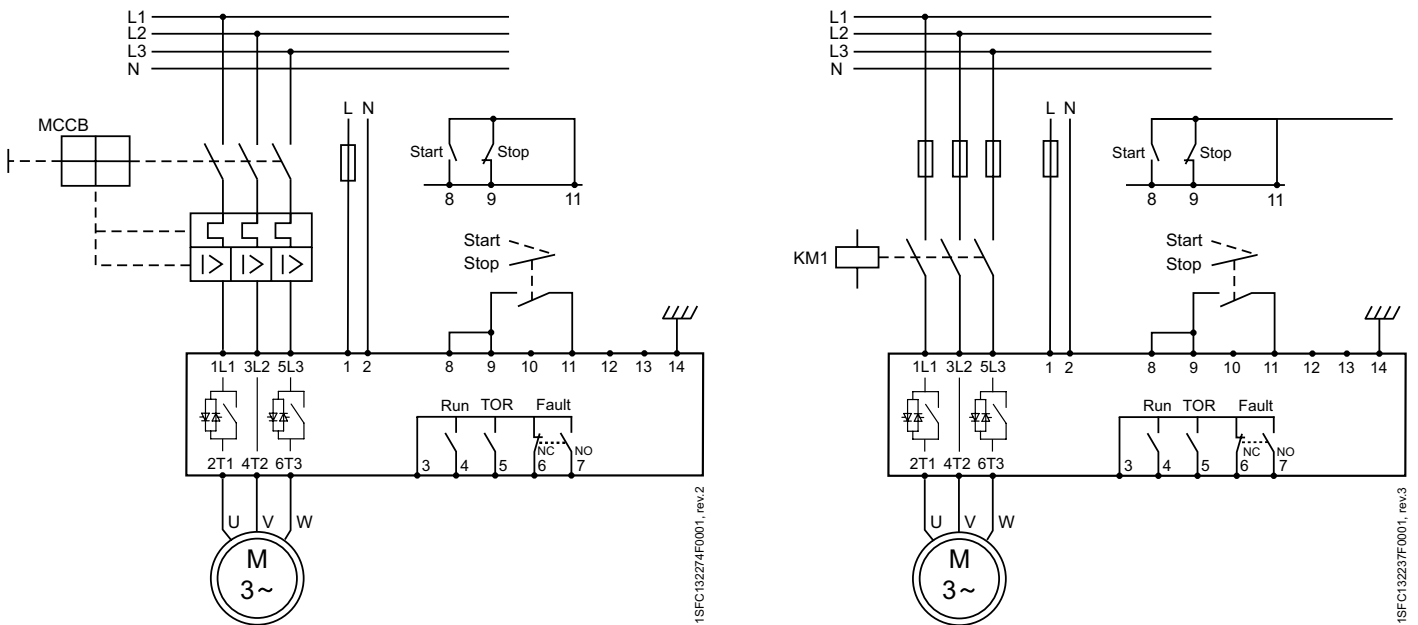 L1
L2
L3
N
MCCB
L N
Start
Stop
8 9 11
Start
Stop
1L1 3L2 5L3 1 2 8 9 10 11 12 13 14
Run TOR Fault
NC NO
2T1 4T2 6T3 3 4 5 6 7
U V W
M
3~
1SFC132274F0001, rev.2
L1
L2
L3
N
L N
Start
Stop
8 9 11
KM1
Start
Stop
1L1 3L2 5L3 1 2 8 9 10 11 12 13 14
Run TOR Fault
NC NO
2T1 4T2 6T3 3 4 5 6 7
U V W
M
3~
1SFC132237F0001, rev.3